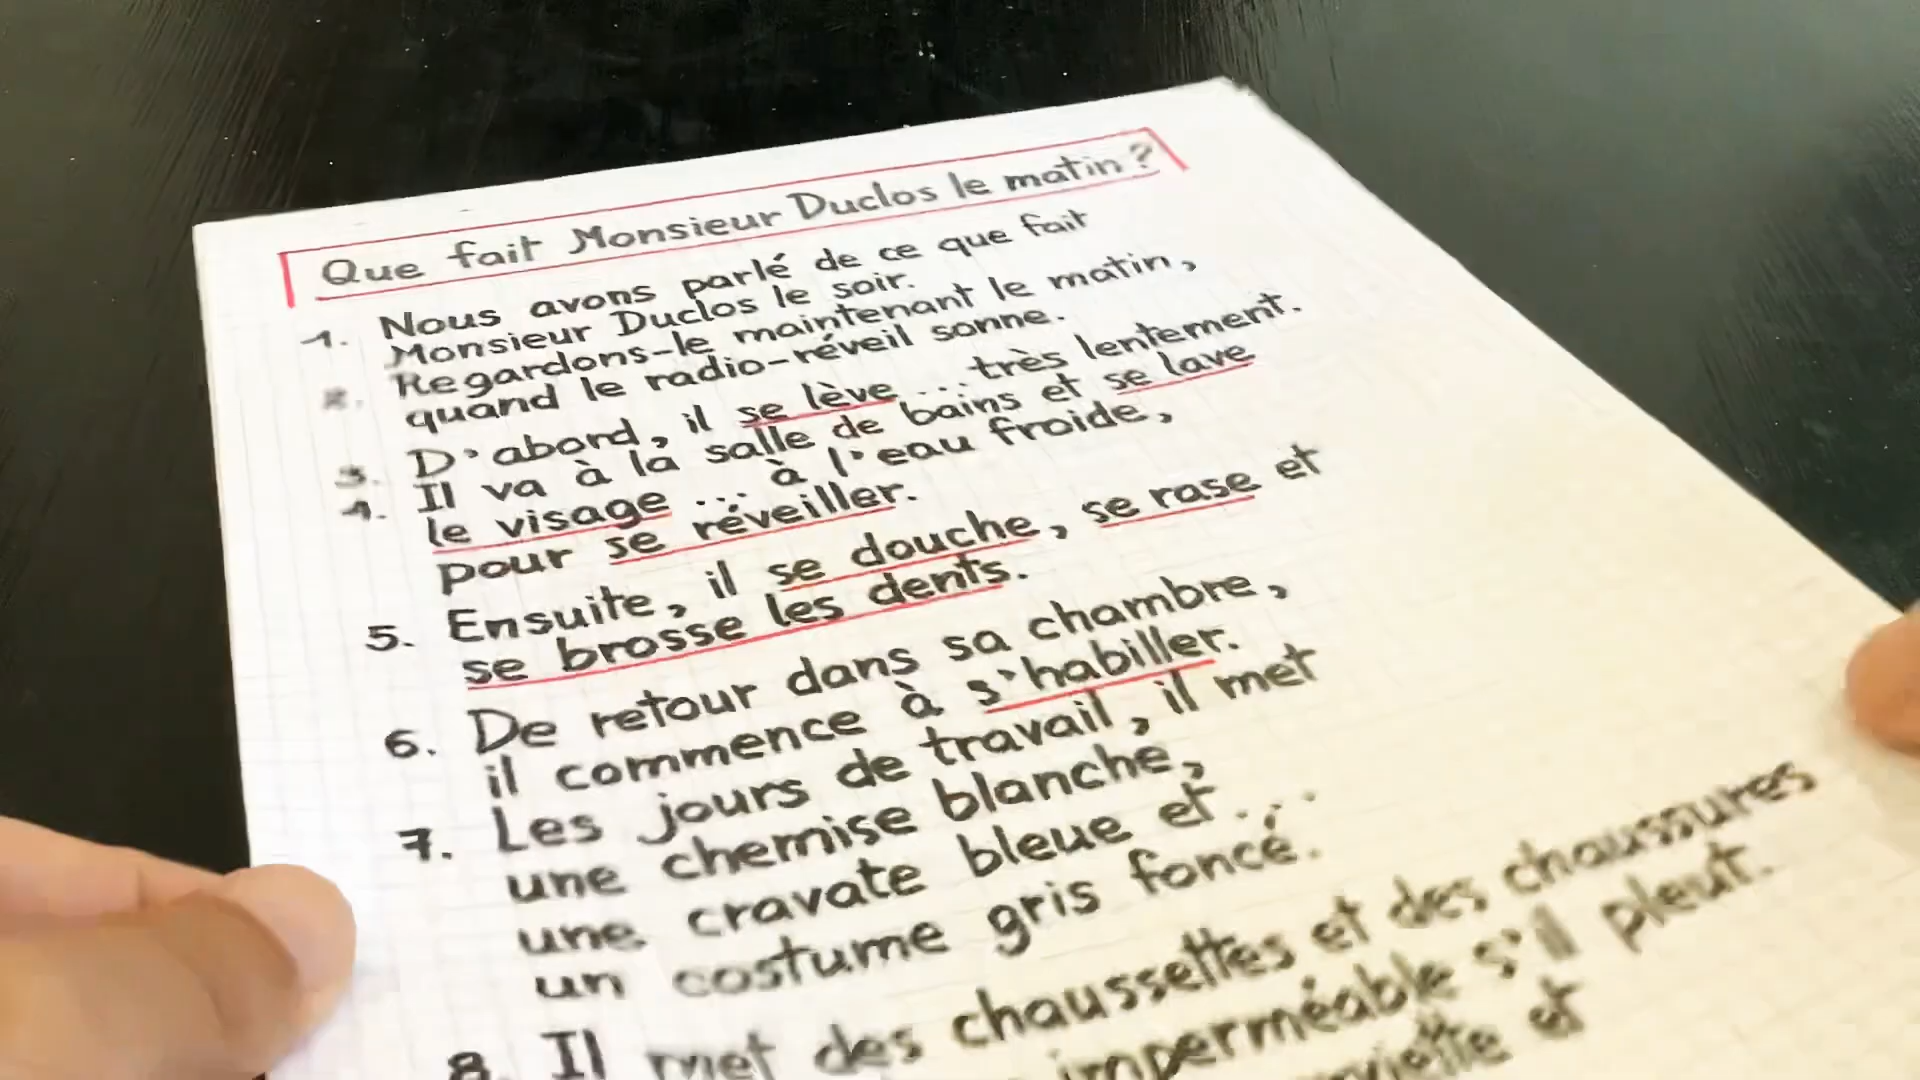 Que fait Monsieur Duclos le matin ?
1. Nous avons parlé de ce que fait
Monsieur Duclos le soir.
2. Regardons-le maintenant le matin,
quand le radio-réveil sonne.
3. D'abord, il se lève ... très lentement.
4. Il va à la salle de bains et se lave
le visage ... à l'eau froide,
pour se réveiller.
5. Ensuite, il se douche, se rase et
se brosse les dents.
6. De retour dans sa chambre,
il commence à s'habiller.
7. Les jours de travail, il met
une chemise blanche,
une cravate bleue et ...
un costume gris foncé.
8. Il met des chaussettes et des chaussures
imperméable s'il pleut.
et